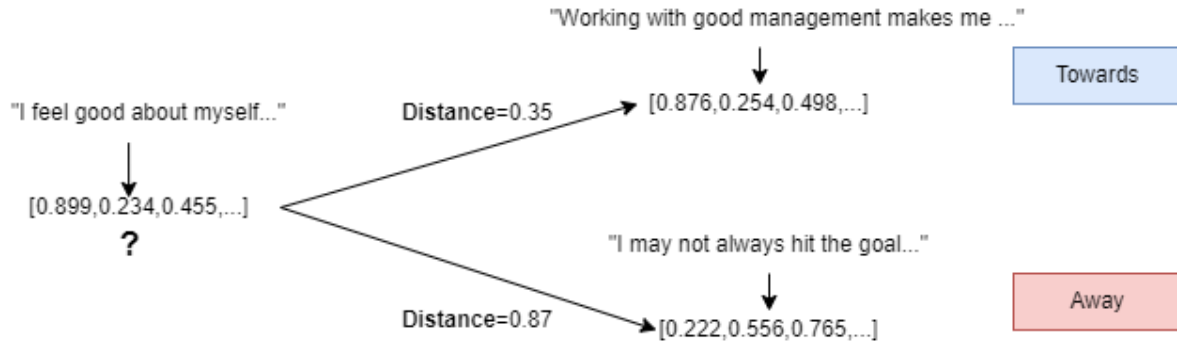 "Working with good management makes me ..."
Towards
"I feel good about myself..."
Distance=0.35
[0.876,0.254,0.498,...]
[0.899,0.234,0.455,...]
?
"I may not always hit the goal..."
Distance=0.87
[0.222,0.556,0.765,...]
Away